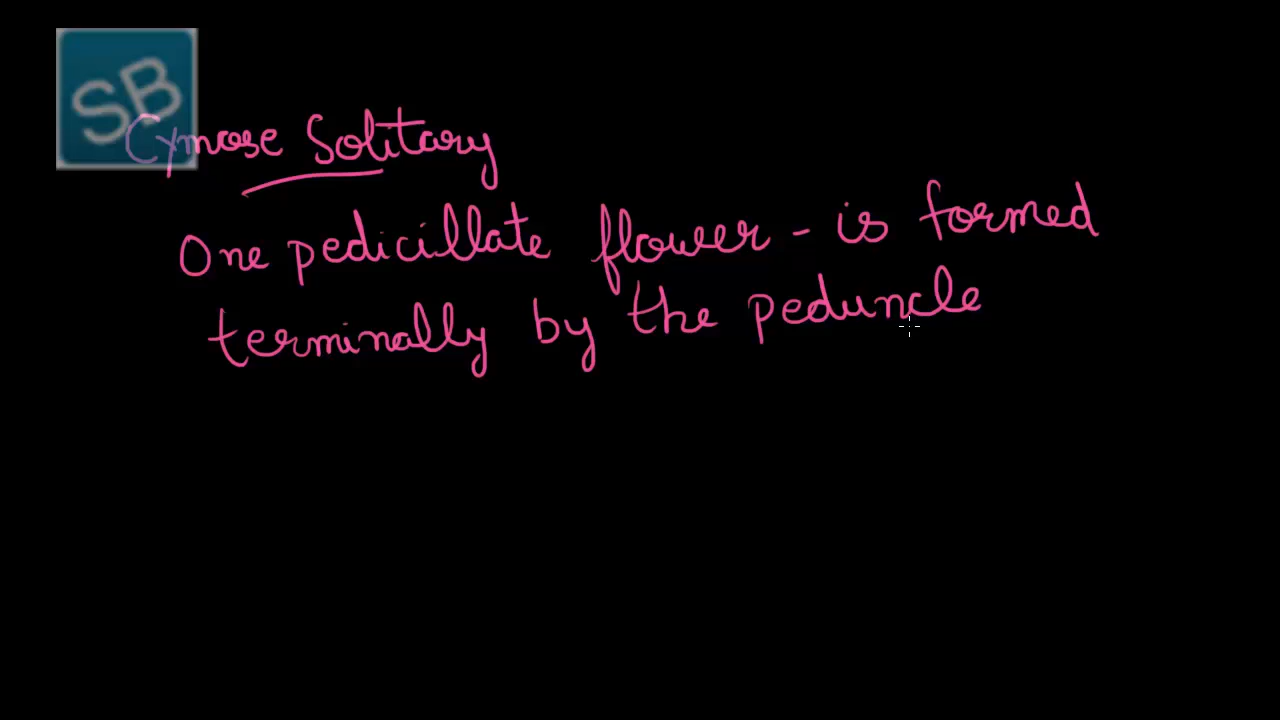 SB
Cymose Solitary
One pedicillate flower - is formed
terminally by the peduncle